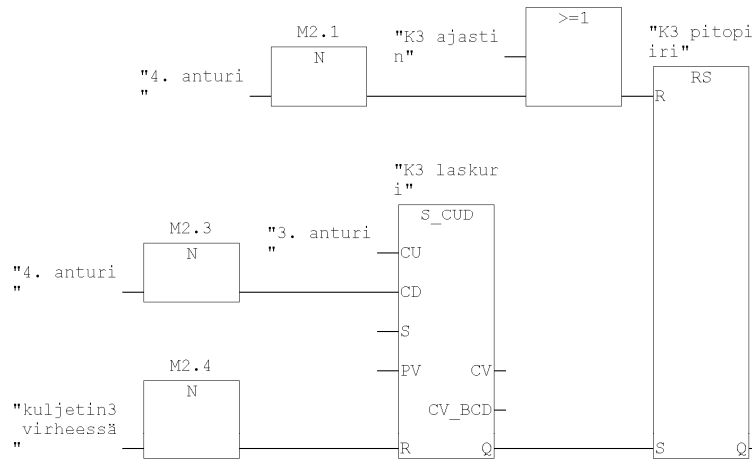 >=1
M2.1
"K3 ajasti
n"
"K3 pitopi
iri"
N
RS
"4. anturi
"
R
"K3 laskur
i"
S_CUD
M2.3
"3. anturi
"
N
CU
"4. anturi
"
CD
S
M2.4
PV
CV
N
"kuljetin3
virheessä
"
CV_BCD
R
Q
S
Q